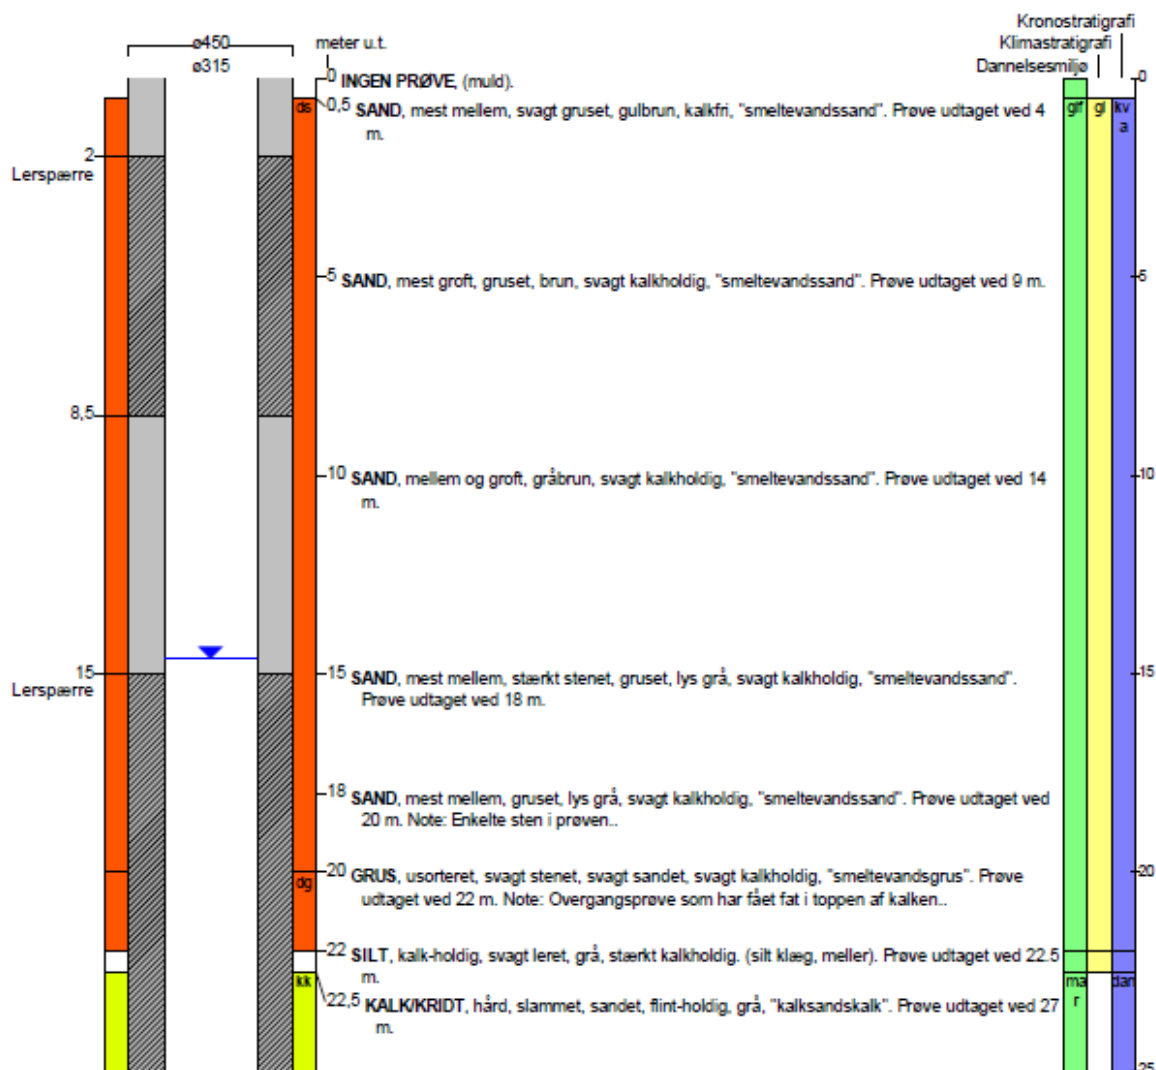 Kronostratigrafi
ø450 meter u.t. Klimastratigrafi
ø315 Dannelsesmiljø
0 INGEN PRØVE, (muld). 0
ds 0,5 SAND, mest mellem, svagt gruset, gulbrun, kalkfri, "smeltevandssand". Prøve udtaget ved 4 glf gl kv
m. a
2
Lerspærre
5 SAND, mest groft, gruset, brun, svagt kalkholdig, "smeltevandssand". Prøve udtaget ved 9 m. 5
8,5
10 SAND, mellem og groft, gråbrun, svagt kalkholdig, "smeltevandssand". Prøve udtaget ved 14 10
m.
15 15 SAND, mest mellem, stærkt stenet, gruset, lys grå, svagt kalkholdig, "smeltevandssand". 15
Lerspærre Prøve udtaget ved 18 m.
18 SAND, mest mellem, gruset, lys grå, svagt kalkholdig, "smeltevandssand". Prøve udtaget ved
20 m. Note: Enkelte sten i prøven..
20 GRUS, usorteret, svagt stenet, svagt sandet, svagt kalkholdig, "smeltevandsgrus". Prøve 20
dg udtaget ved 22 m. Note: Overgangsprøve som har fået fat i toppen af kalken..
22 SILT, kalk-holdig, svagt leret, grå, stærkt kalkholdig. (silt klæg, meller). Prøve udtaget ved 22.5
m.
kk 22,5 KALK/KRIDT, hård, slammet, sandet, flint-holdig, grå, "kalksandskalk". Prøve udtaget ved 27 ma dan
m. r
25